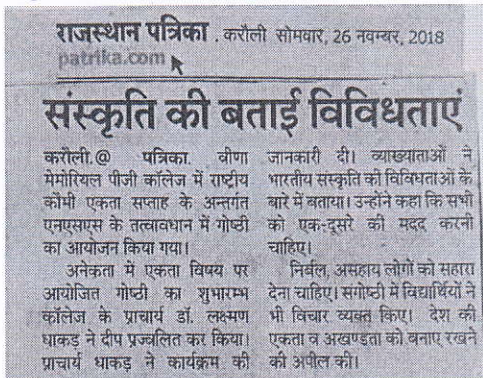 राजस्थान पत्रिका . करौली सोमवार, 26 नवम्बर, 2018
patrika.com
संस्कृति की बताई विविधताएं
करौली.@ पत्रिका. वीणा
मेमोरियल पीजी कॉलेज में राष्ट्रीय
कौमी एकता सप्ताह के अन्तर्गत
एनएसएस के तत्वावधान में गोष्ठी
का आयोजन किया गया।
अनेकता में एकता विषय पर
आयोजित गोष्ठी का शुभारम्भ
कॉलेज के प्राचार्य डॉ. लक्ष्मण
धाकड़ ने दीप प्रज्वलित कर किया।
प्राचार्य धाकड़ ने कार्यक्रम की
जानकारी दी। व्याख्याताओं ने
भारतीय संस्कृति की विविधताओं के
बारे में बताया। उन्होंने कहा कि सभी
को एक-दूसरे की मदद करनी
चाहिए।
निर्बल, असहाय लोगों को सहारा
देना चाहिए। संगोष्ठी में विद्यार्थियों ने
भी विचार व्यक्त किए। देश की
एकता व अखण्डता को बनाए रखने
की अपील की।